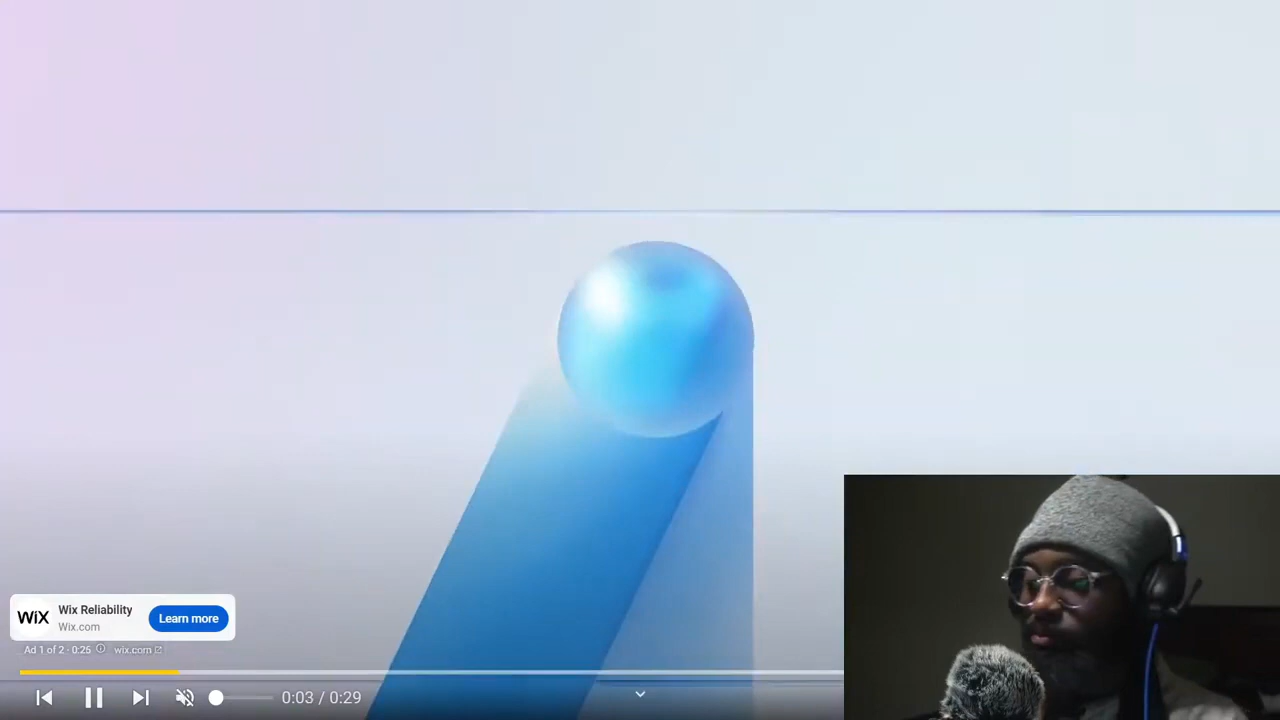 WiX
Wix Reliability
Wix.com
Learn more
Ad 1 of 2 · 0:25
wix.com
0:03 / 0:29